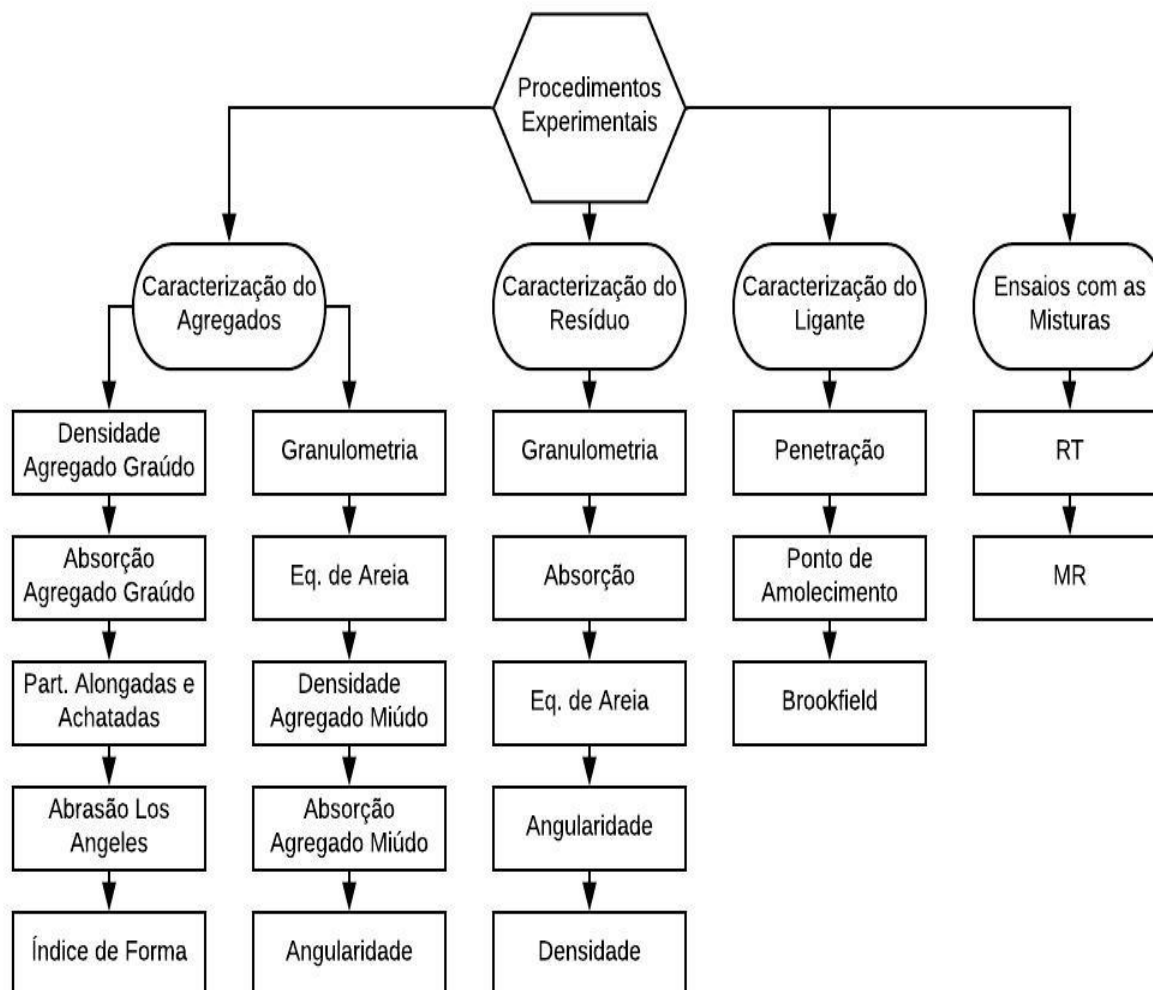 Procedimentos
Experimentais
Caracterização do
Agregados
Caracterização do
Resíduo
Caracterização do
Ligante
Ensaios com as
Misturas
Densidade
Agregado Graúdo
Granulometria
Granulometria
Penetração
RT
Absorção
Agregado Graúdo
Eq. de Areia
Absorção
Ponto de
Amolecimento
MR
Part. Alongadas e
Achatadas
Densidade
Agregado Miúdo
Eq. de Areia
Brookfield
Abrasão Los
Angeles
Absorção
Agregado Miúdo
Angularidade
Índice de Forma
Angularidade
Densidade